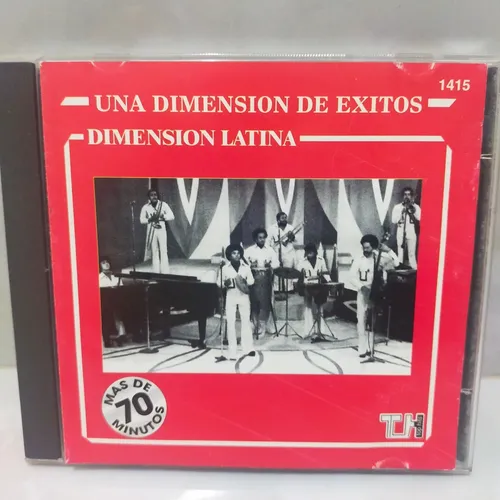 1415
UNA DIMENSION DE EXITOS
DIMENSION LATINA
MAS DE
70
MINUTOS
TH